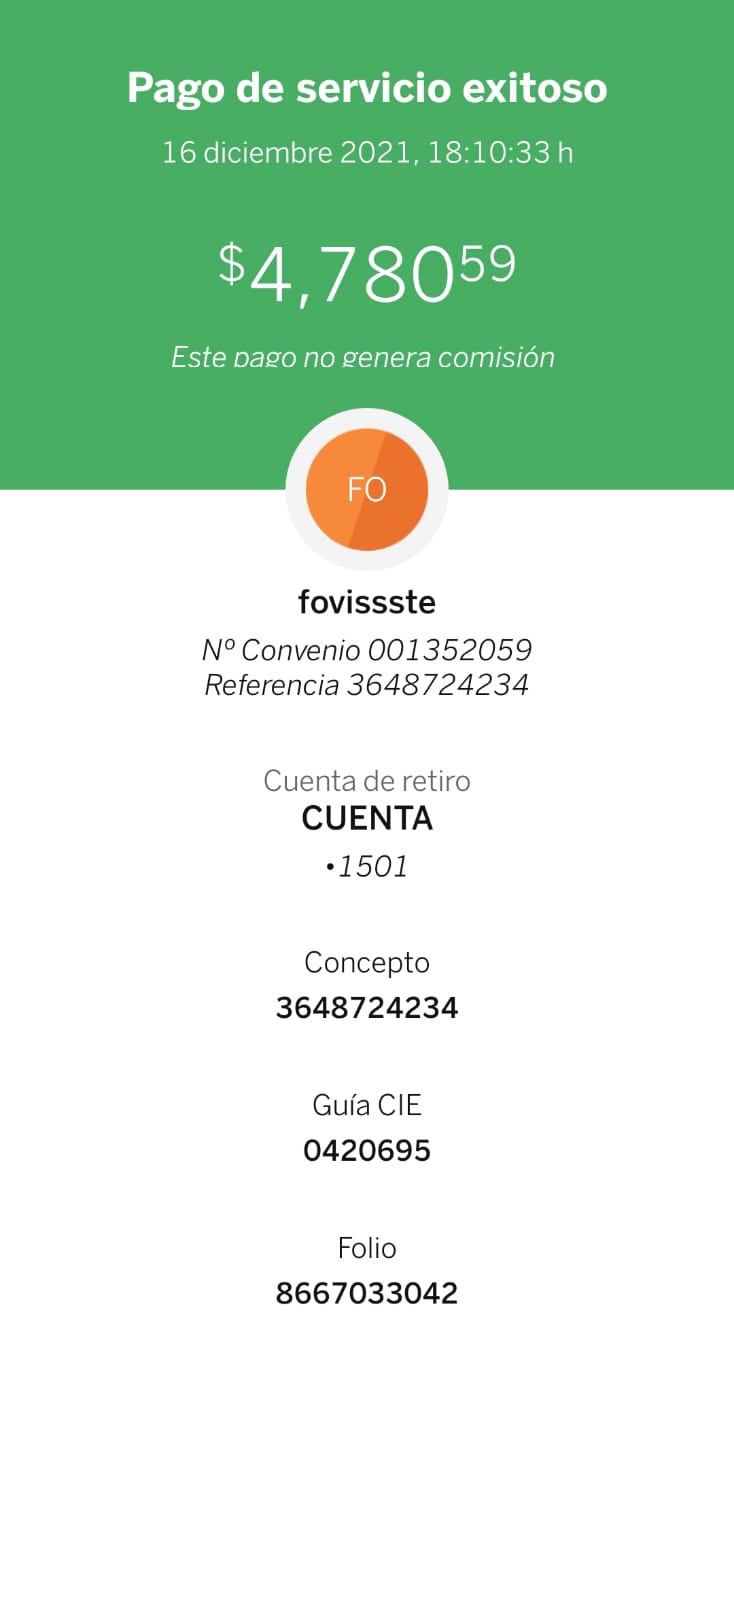 Pago de servicio exitoso
16 diciembre 2021, 18:10:33 h
$4,780 59
Este pago no genera comisión
FO
fovissste
Nº Convenio 001352059
Referencia 3648724234
Cuenta de retiro
CUENTA
•1501
Concepto
3648724234
Guía CIE
0420695
Folio
8667033042